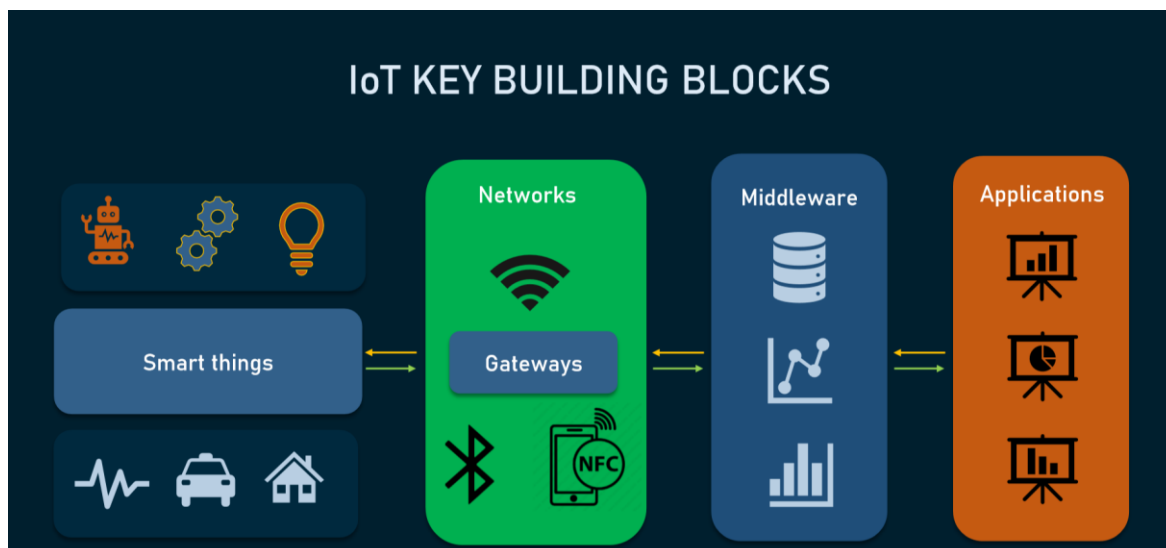 IoT KEY BUILDING BLOCKS
Smart things
Networks
Gateways
NFC
Middleware
Applications